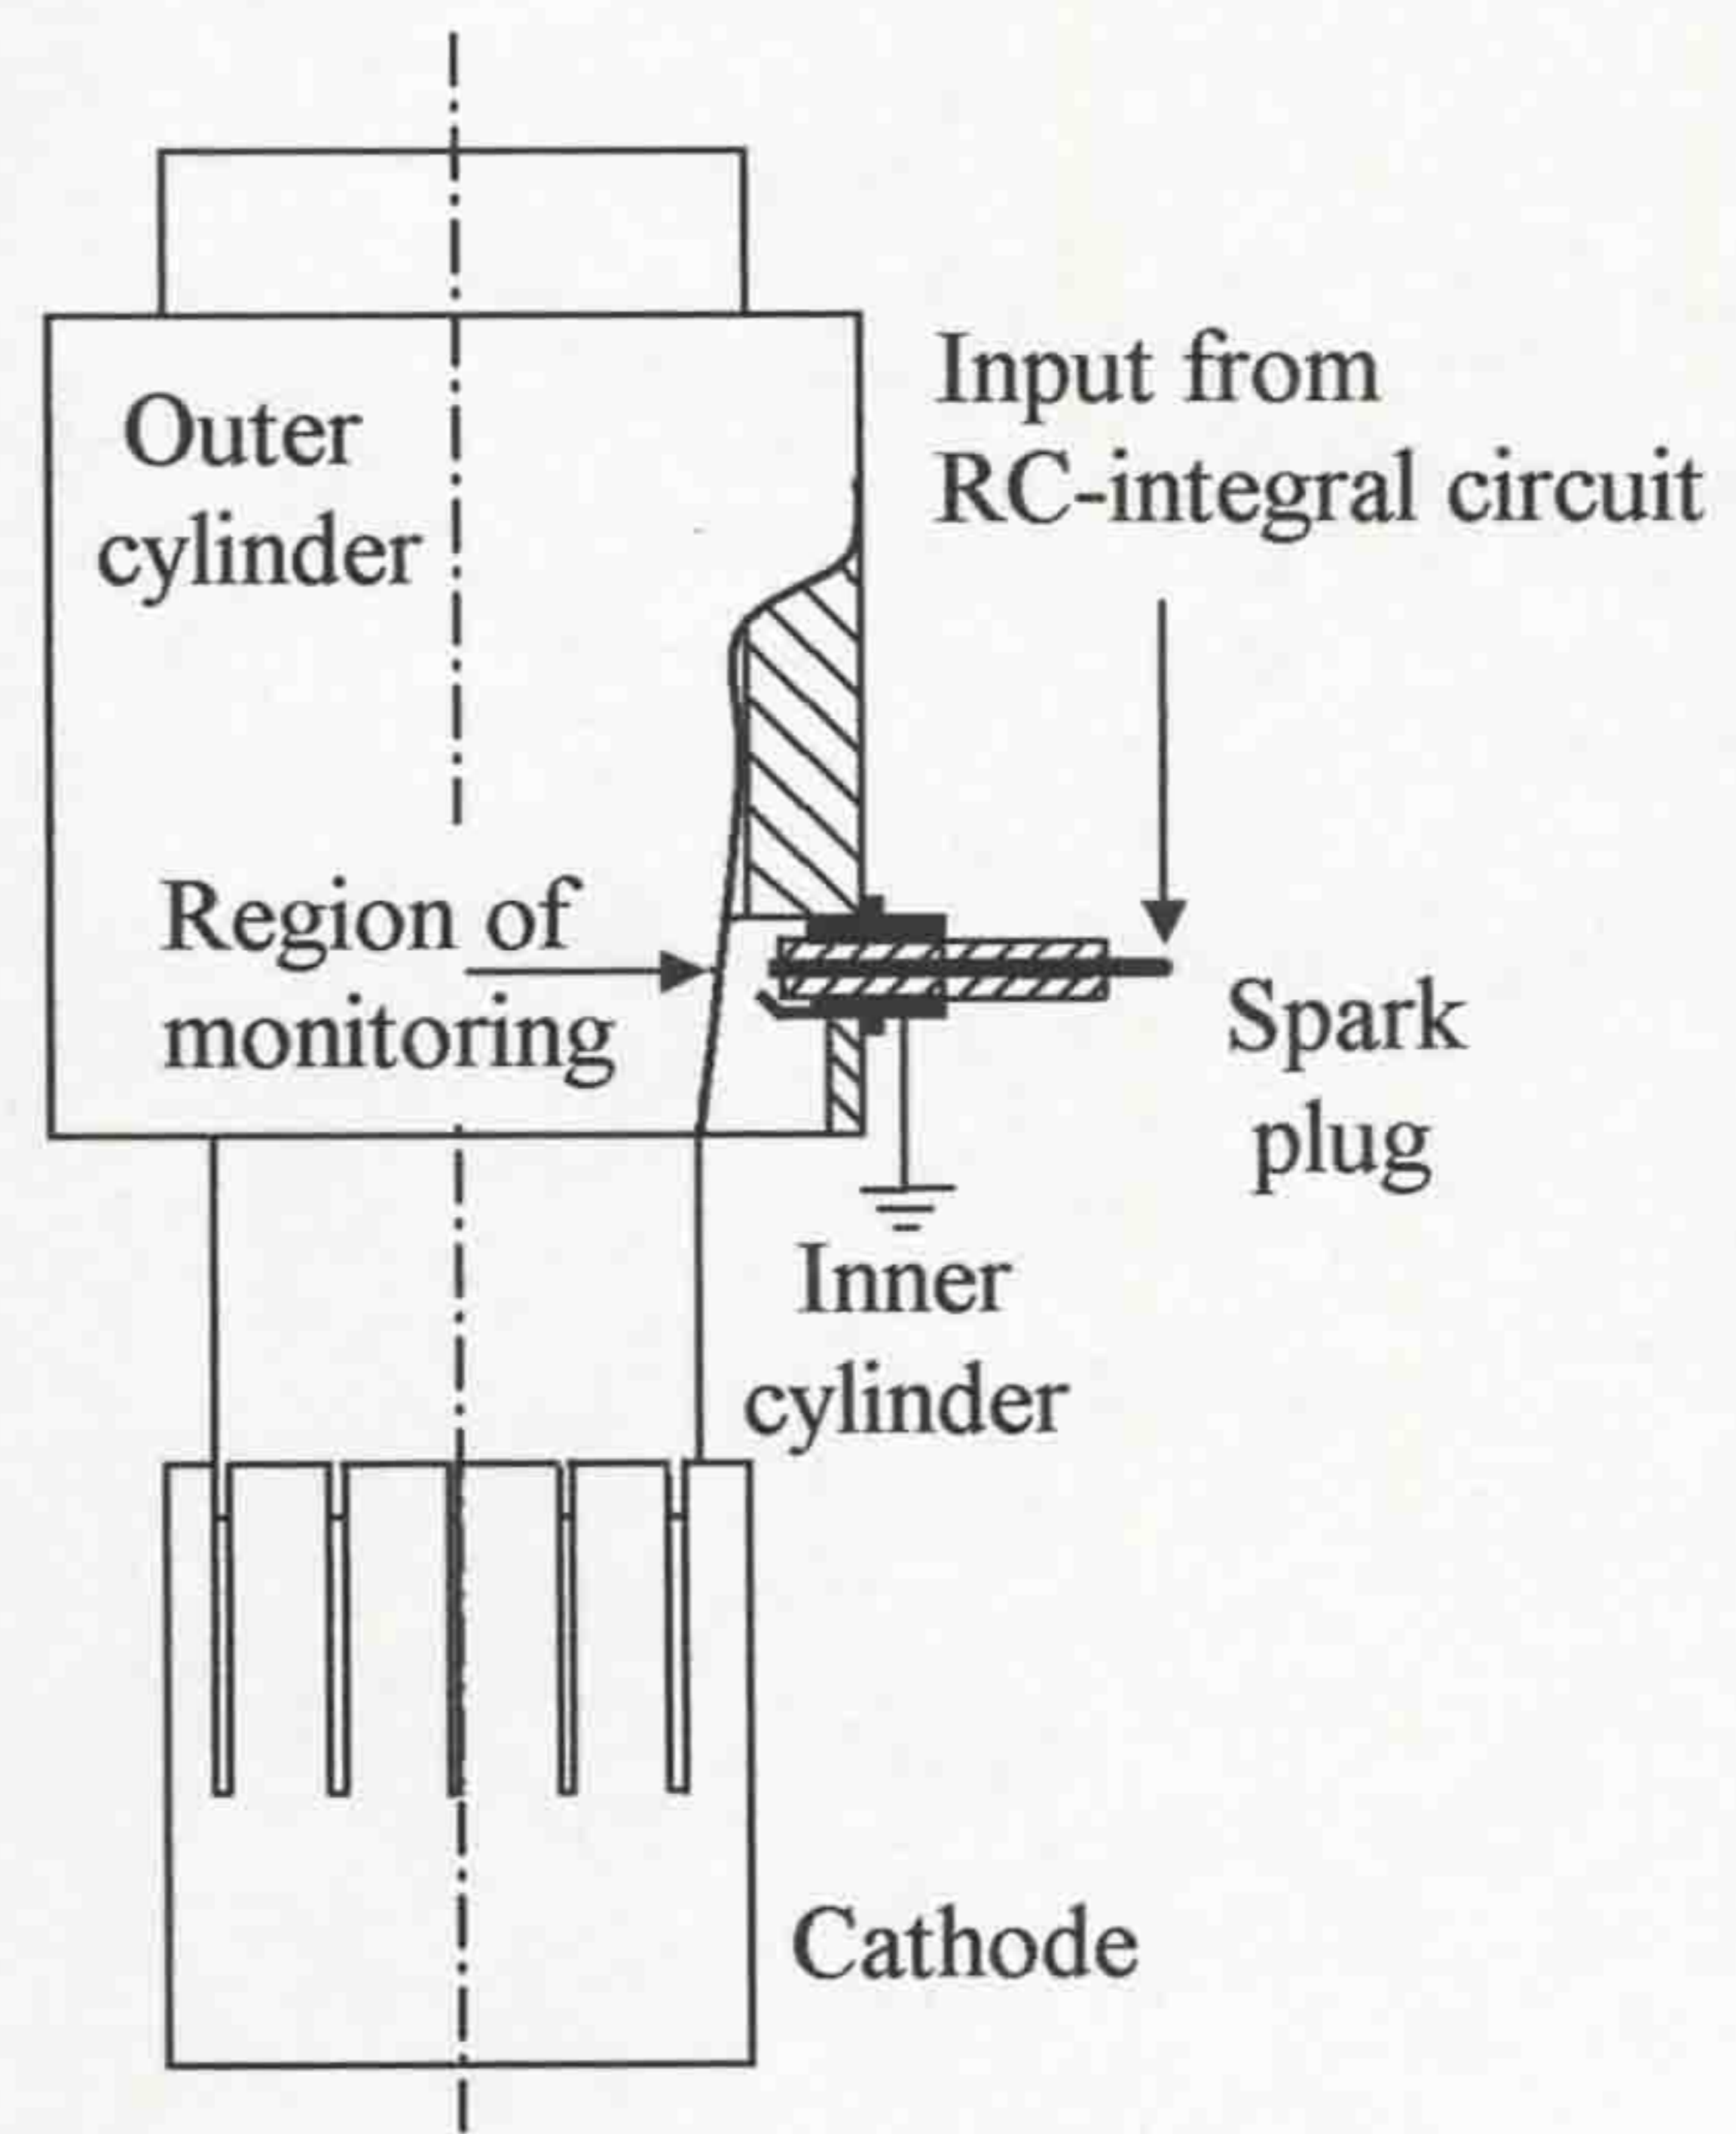 Outer
cylinder
Input from
RC-integral circuit
Region of
monitoring
Spark
plug
Inner
cylinder
Cathode